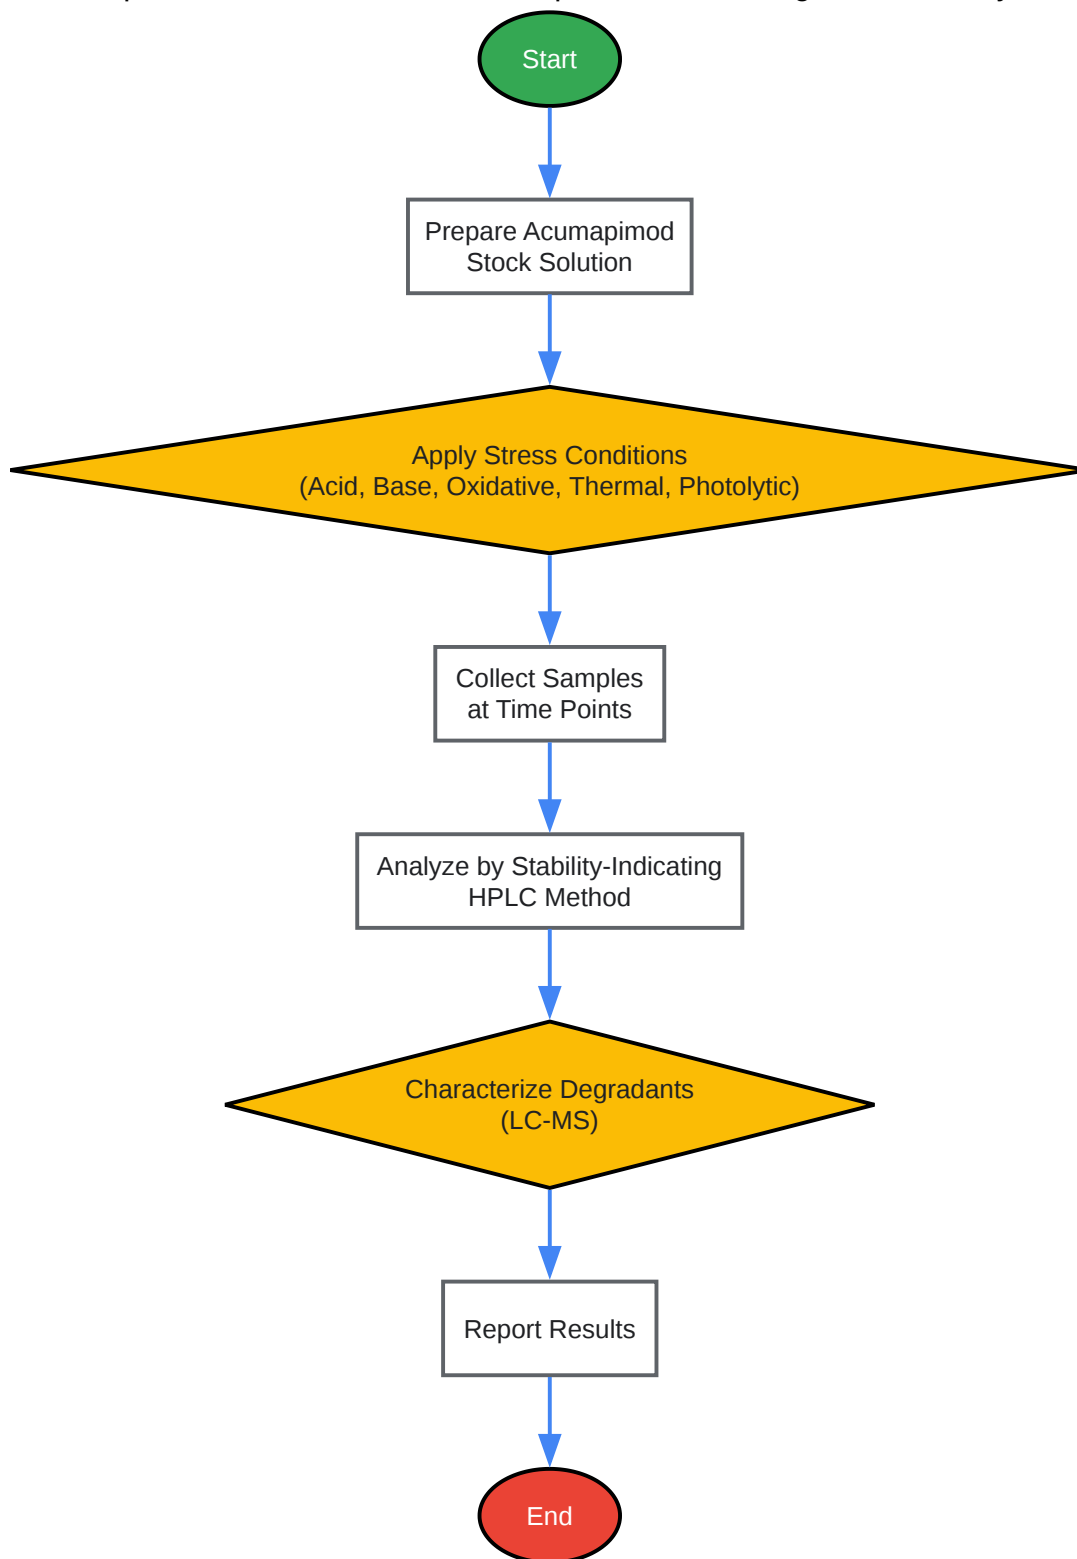 Start
Prepare Acumapimod
Stock Solution
Apply Stress Conditions
(Acid, Base, Oxidative, Thermal, Photolytic)
Collect Samples
at Time Points
Analyze by Stability-Indicating
HPLC Method
Characterize Degradants
(LC-MS)
Report Results
End